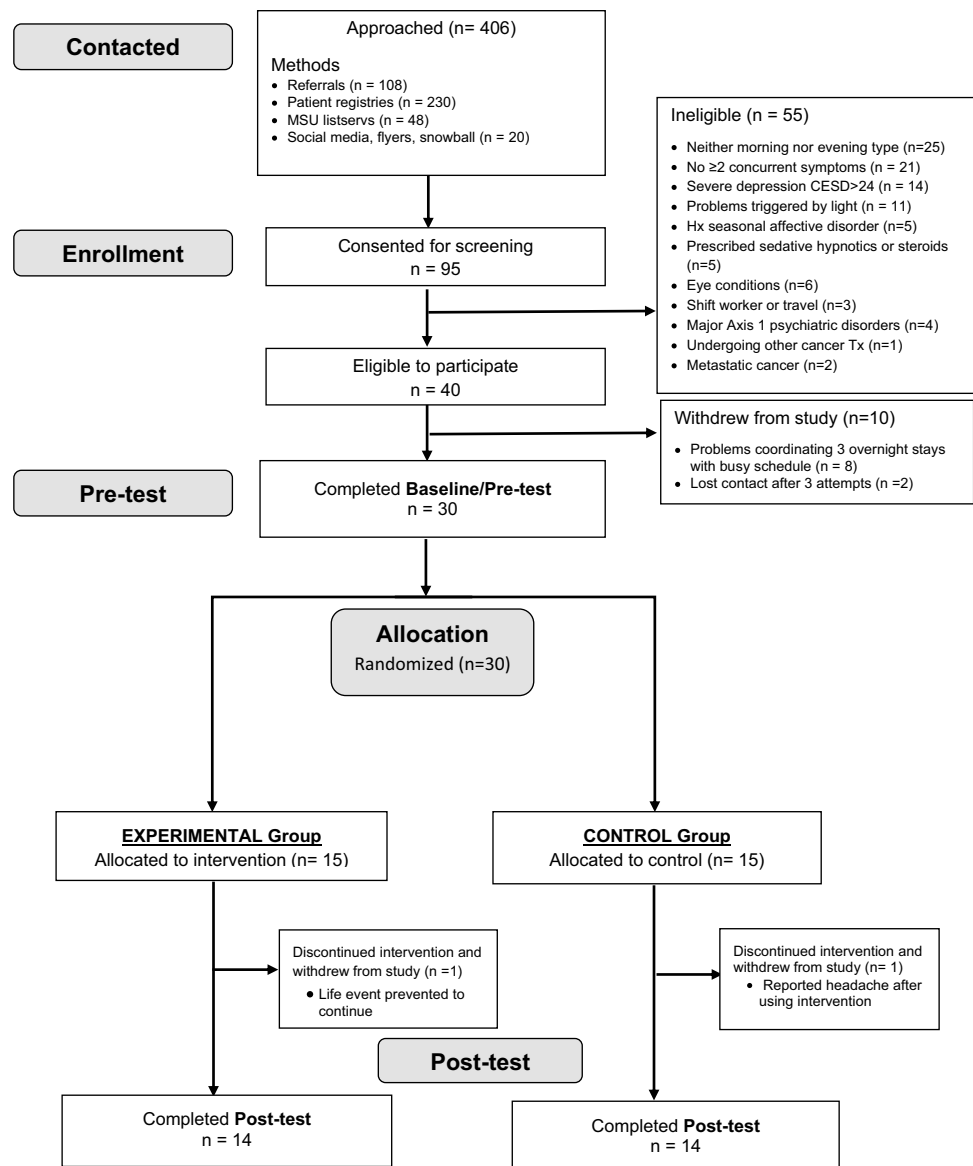 Contacted
Approached (n= 406)
Methods
• Referrals (n = 108)
• Patient registries (n = 230)
• MSU listservs (n = 48)
• Social media, flyers, snowball (n = 20)
Ineligible (n = 55)
• Neither morning nor evening type (n=25)
• No ≥2 concurrent symptoms (n = 21)
• Severe depression CESD>24 (n = 14)
• Problems triggered by light (n = 11)
• Hx seasonal affective disorder (n=5)
• Prescribed sedative hypnotics or steroids
(n=5)
• Eye conditions (n=6)
• Shift worker or travel (n=3)
• Major Axis 1 psychiatric disorders (n=4)
• Undergoing other cancer Tx (n=1)
• Metastatic cancer (n=2)
Enrollment
Consented for screening
n = 95
Eligible to participate
n = 40
Withdrew from study (n=10)
• Problems coordinating 3 overnight stays
with busy schedule (n = 8)
• Lost contact after 3 attempts (n =2)
Pre-test
Completed Baseline/Pre-test
n = 30
Allocation
Randomized (n=30)
EXPERIMENTAL Group
Allocated to intervention (n= 15)
CONTROL Group
Allocated to control (n= 15)
Discontinued intervention and
withdrew from study (n =1)
• Life event prevented to
continue
Discontinued intervention and
withdrew from study (n= 1)
• Reported headache after
using intervention
Post-test
Completed Post-test
n = 14
Completed Post-test
n = 14